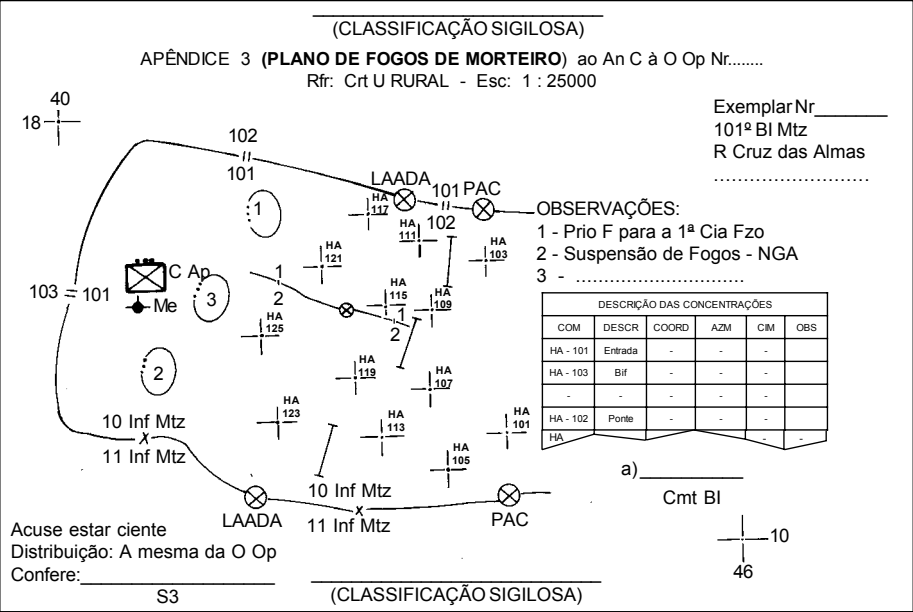 (CLASSIFICAÇÃO SIGILOSA)
APÊNDICE 3 (PLANO DE FOGOS DE MORTEIRO) ao An C à O Op Nr........
Rfr: Crt U RURAL - Esc: 1 : 25000
40
18
Exemplar Nr_______
101º BI Mtz
R Cruz das Almas
..........................
102
101
LAADA
101
102
PAC
OBSERVAÇÕES:
1 - Prio F para a 1ª Cia Fzo
2 - Suspensão de Fogos - NGA
3 - ............................
1
HA 117
HA 111
HA 103
HA 121
C Ap
Me
3
1
2
103 = 101
HA 115
HA 109
1
2
HA 125
2
HA 119
HA 107
HA 123
HA 113
HA 101
HA 105
10 Inf Mtz
11 Inf Mtz
DESCRIÇÃO DAS CONCENTRAÇÕES
COM DESCR COORD AZM CIM OBS
HA - 101 Entrada - - -
HA - 103 Bif - - -
- - - - -
HA - 102 Ponte - - -
HA - -
a)__________
Cmt BI
LAADA
10 Inf Mtz
11 Inf Mtz
PAC
10
46
Acuse estar ciente
Distribuição: A mesma da O Op
Confere:____________________
S3
(CLASSIFICAÇÃO SIGILOSA)